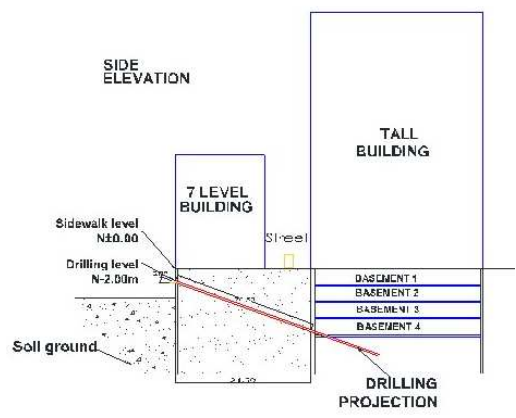 SIDE
ELEVATION
TALL
BUILDING
7 LEVEL
BUILDING
Sidewalk level
N±0.00
Street
Drilling level
N-2.00m
BASEMENT 1
BASEMENT 2
BASEMENT 3
BASEMENT 4
Soil ground
DRILLING
PROJECTION